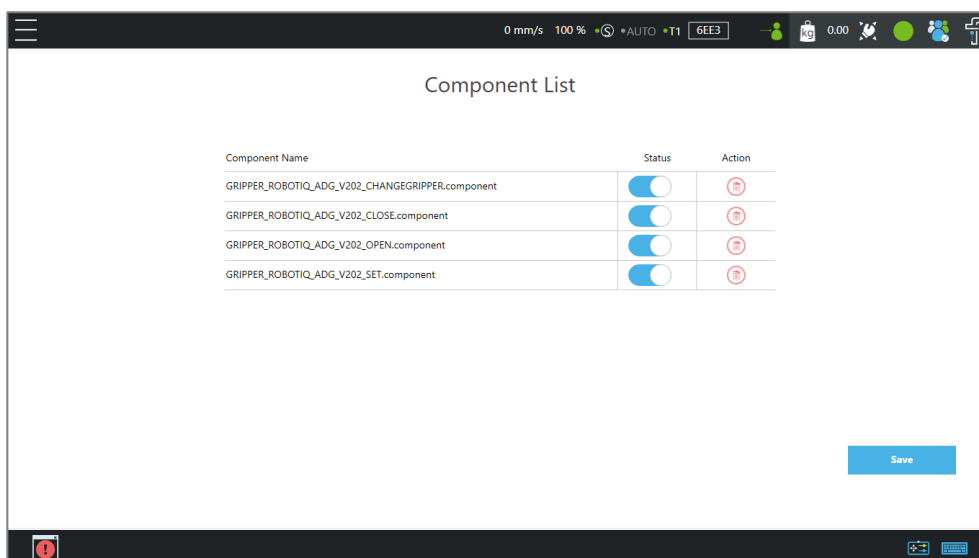 0 mm/s 100 % S AUTO T1 6EE3 kg 0.00
Component List
Component Name Status Action
GRIPPER_ROBOTIQ_ADG_V202_CHANGEGRIPPER.component
GRIPPER_ROBOTIQ_ADG_V202_CLOSE.component
GRIPPER_ROBOTIQ_ADG_V202_OPEN.component
GRIPPER_ROBOTIQ_ADG_V202_SET.component
Save